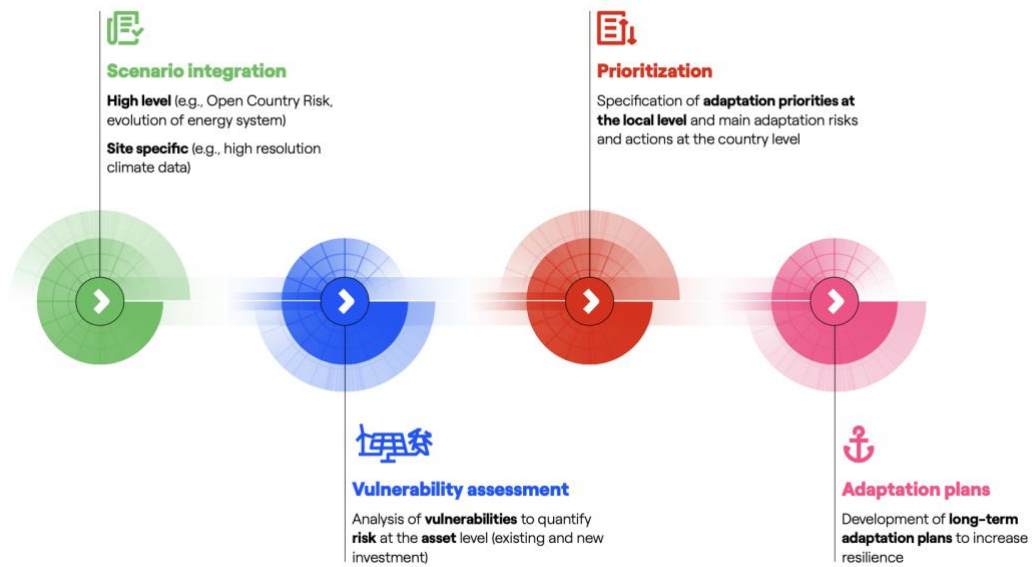 Scenario integration
High level (e.g., Open Country Risk,
evolution of energy system)
Site specific (e.g., high resolution
climate data)
Vulnerability assessment
Analysis of vulnerabilities to quantify
risk at the asset level (existing and new
investment)
Prioritization
Specification of adaptation priorities at
the local level and main adaptation risks
and actions at the country level
Adaptation plans
Development of long-term
adaptation plans to increase
resilience